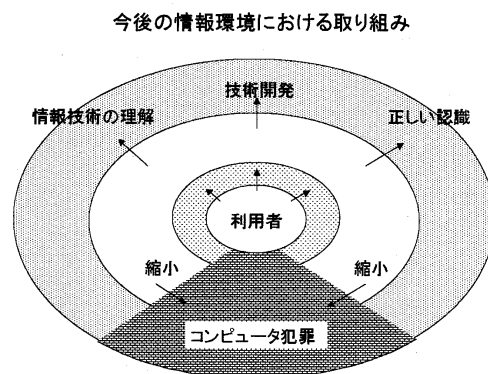 今後の情報環境における取り組み
技術開発
情報技術の理解
正しい認識
利用者
縮小
縮小
コンピュータ犯罪